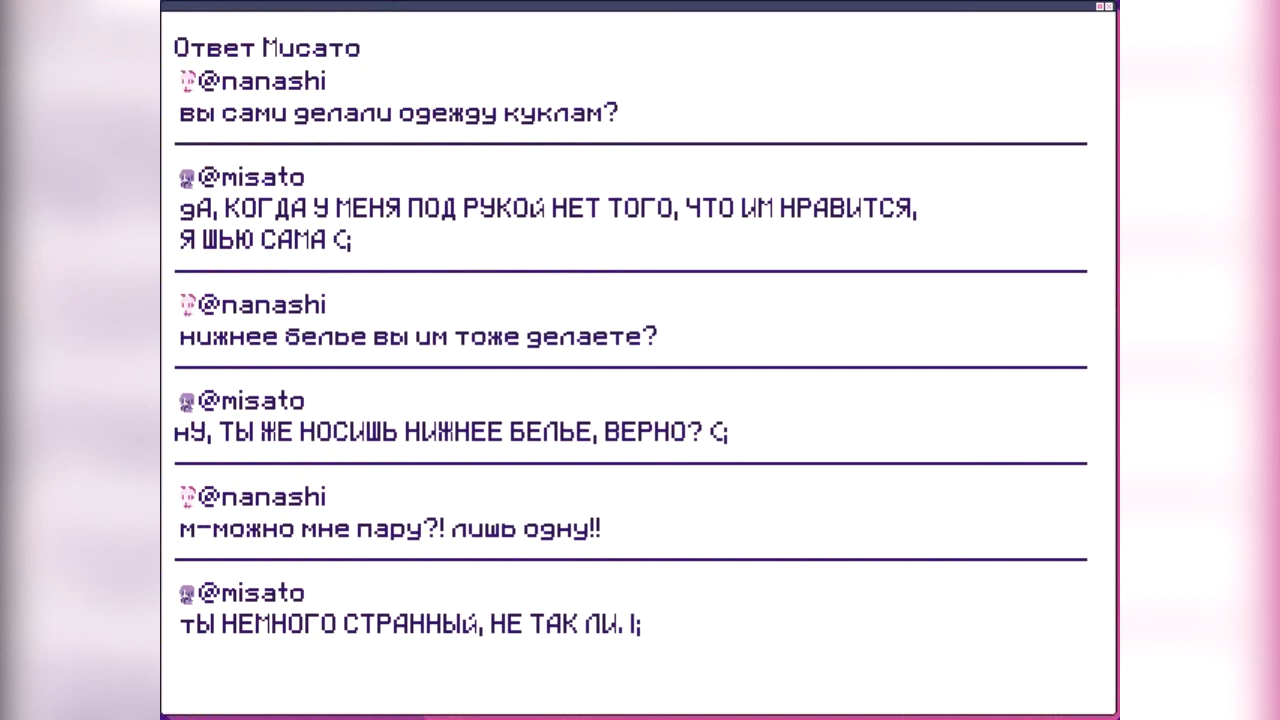 Ответ Мисато
@nanashi
вы сами делали одежду куклам?
@misato
дА, КОГДА У МЕНЯ ПОД РУКОй НЕТ ТОГО, ЧТО ИМ НРАВИТСЯ,
Я ШЬЮ САМА (;
@nanashi
нижнее белье вы им тоже делаете?
@misato
нУ, ТЫ ЖЕ НОСИШЬ НИЖНЕЕ БЕЛЬЕ, ВЕРНО? (;
@nanashi
м-можно мне пару?! лишь одну!!
@misato
тЫ НЕМНОГО СТРАННЫй, НЕ ТАК ЛИ. I;